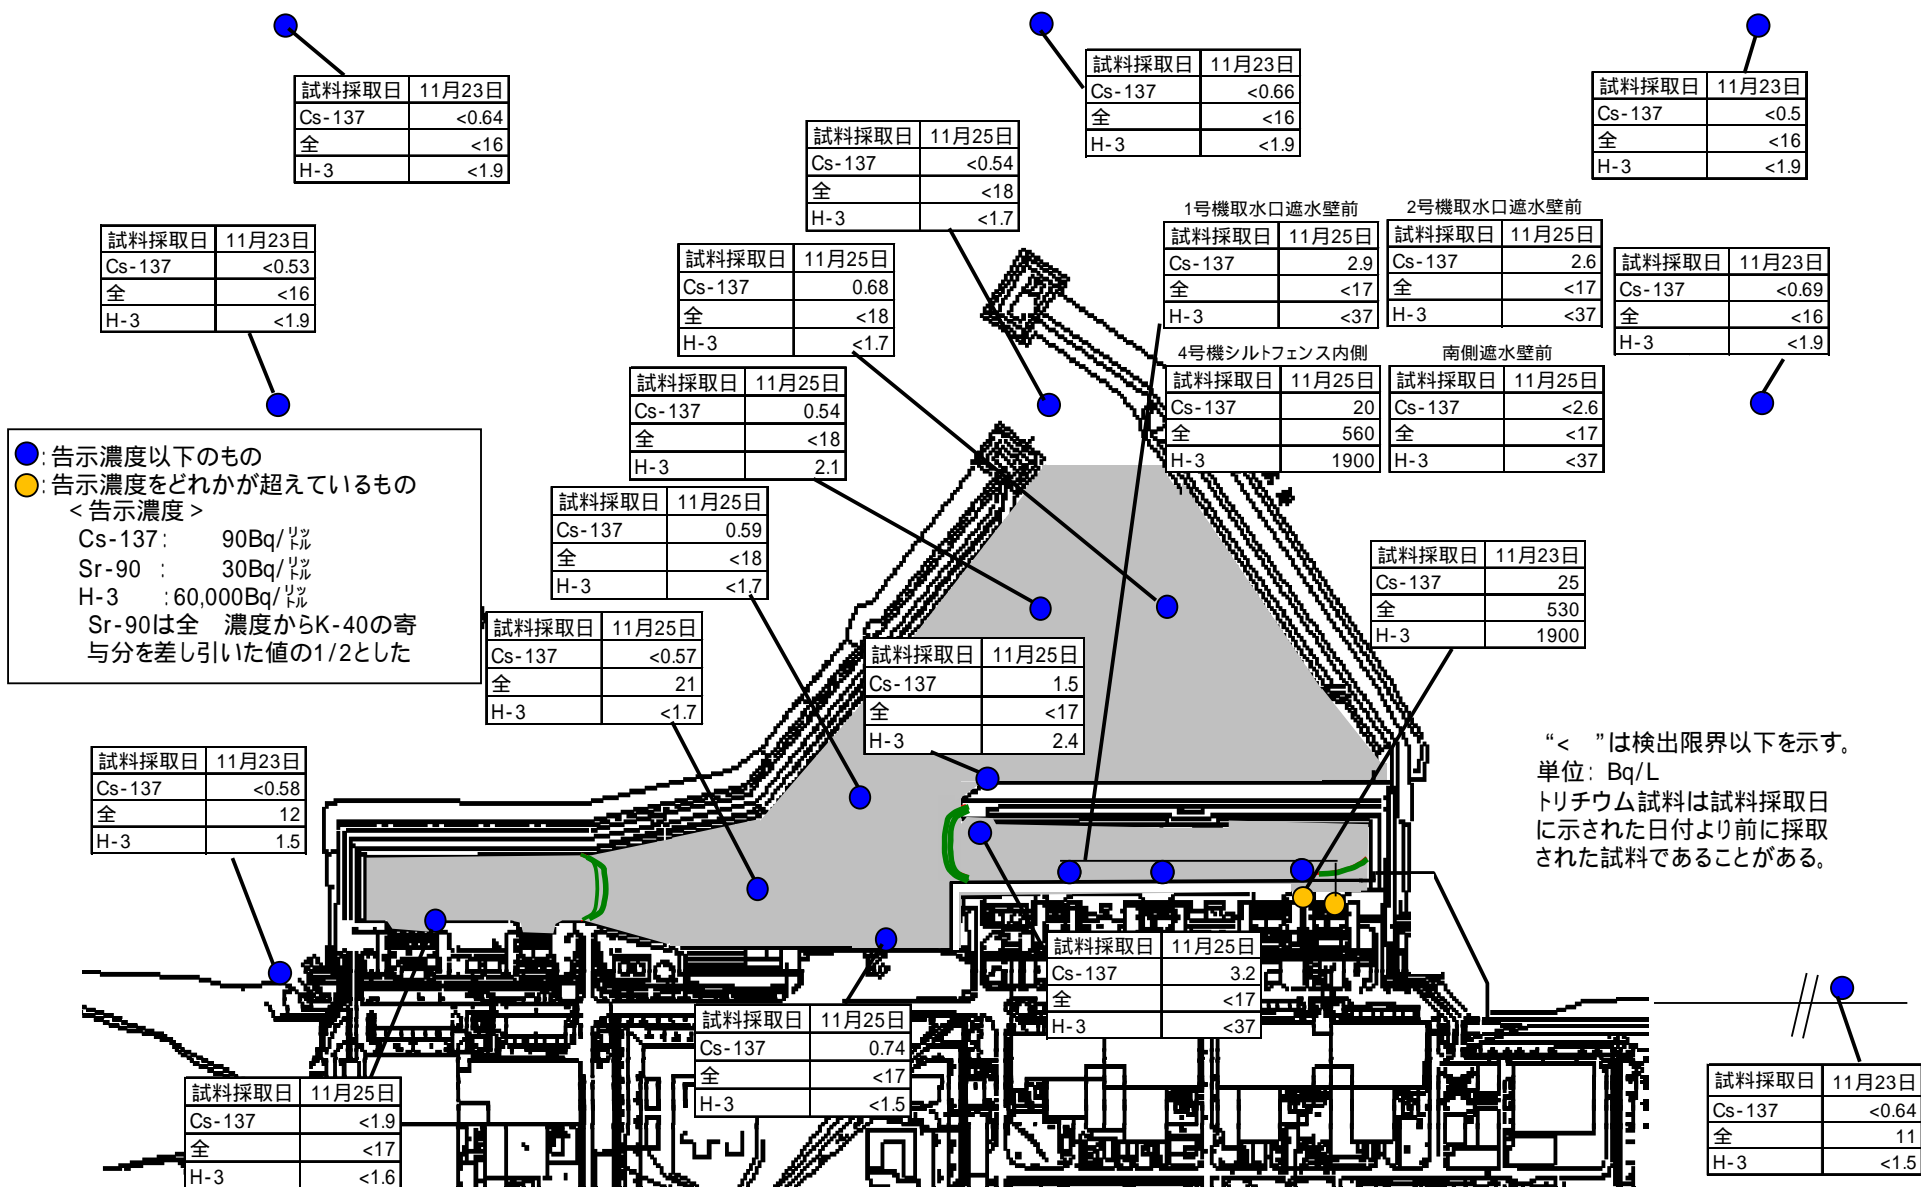 試料採取日 11月23日
Cs-137 <0.64
全 <16
H-3 <1.9
試料採取日 11月23日
Cs-137 <0.66
全 <16
H-3 <1.9
試料採取日 11月23日
Cs-137 <0.5
全 <16
H-3 <1.9
試料採取日 11月25日
Cs-137 <0.54
全 <18
H-3 <1.7
試料採取日 11月23日
Cs-137 <0.53
全 <16
H-3 <1.9
試料採取日 11月25日
Cs-137 0.68
全 <18
H-3 <1.7
1号機取水口遮水壁前
試料採取日 11月25日
Cs-137 2.9
全 <17
H-3 <37
2号機取水口遮水壁前
試料採取日 11月25日
Cs-137 2.6
全 <17
H-3 <37
試料採取日 11月23日
Cs-137 <0.69
全 <16
H-3 <1.9
4号機シルトフェンス内側
試料採取日 11月25日
Cs-137 20
全 560
H-3 1900
南側遮水壁前
試料採取日 11月25日
Cs-137 <2.6
全 <17
H-3 <37
試料採取日 11月25日
Cs-137 0.54
全 <18
H-3 2.1
:告示濃度以下のもの
:告示濃度をどれかが超えているもの
<告示濃度>
Cs-137: 90Bq/リットル
Sr-90 : 30Bq/リットル
H-3 :60,000Bq/リットル
Sr-90は全 濃度からK-40の寄
与分を差し引いた値の1/2とした
試料採取日 11月25日
Cs-137 0.59
全 <18
H-3 <1.7
試料採取日 11月23日
Cs-137 25
全 530
H-3 1900
試料採取日 11月25日
Cs-137 <0.57
全 21
H-3 <1.7
試料採取日 11月25日
Cs-137 1.5
全 <17
H-3 2.4
“< ”は検出限界以下を示す。
単位: Bq/L
トリチウム試料は試料採取日
に示された日付より前に採取
された試料であることがある。
試料採取日 11月23日
Cs-137 <0.58
全 12
H-3 1.5
試料採取日 11月25日
Cs-137 3.2
全 <17
H-3 <37
試料採取日 11月25日
Cs-137 0.74
全 <17
H-3 <1.5
試料採取日 11月25日
Cs-137 <1.9
全 <17
H-3 <1.6
試料採取日 11月23日
Cs-137 <0.64
全 11
H-3 <1.5